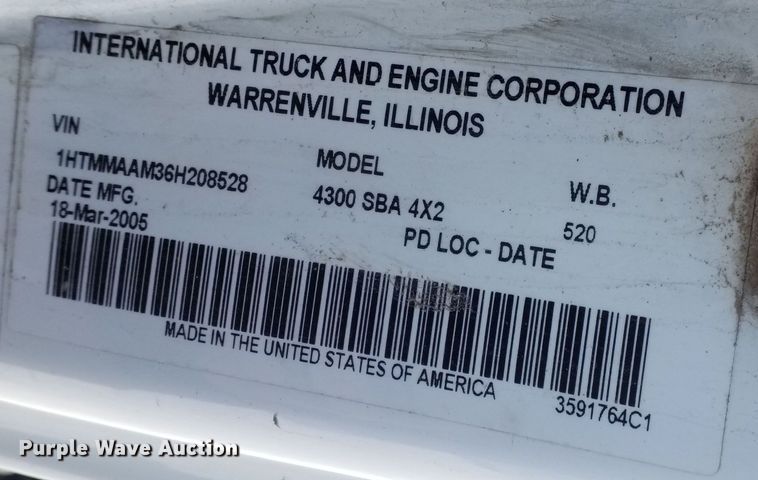 INTERNATIONAL TRUCK AND ENGINE CORPORATION
WARRENVILLE, ILLINOIS
VIN
1HTMMAAM36H208528
MODEL
4300 SBA 4X2
W.B.
520
DATE MFG.
18-Mar-2005
PD LOC - DATE
MADE IN THE UNITED STATES OF AMERICA
3591764C1
Purple Wave Auction